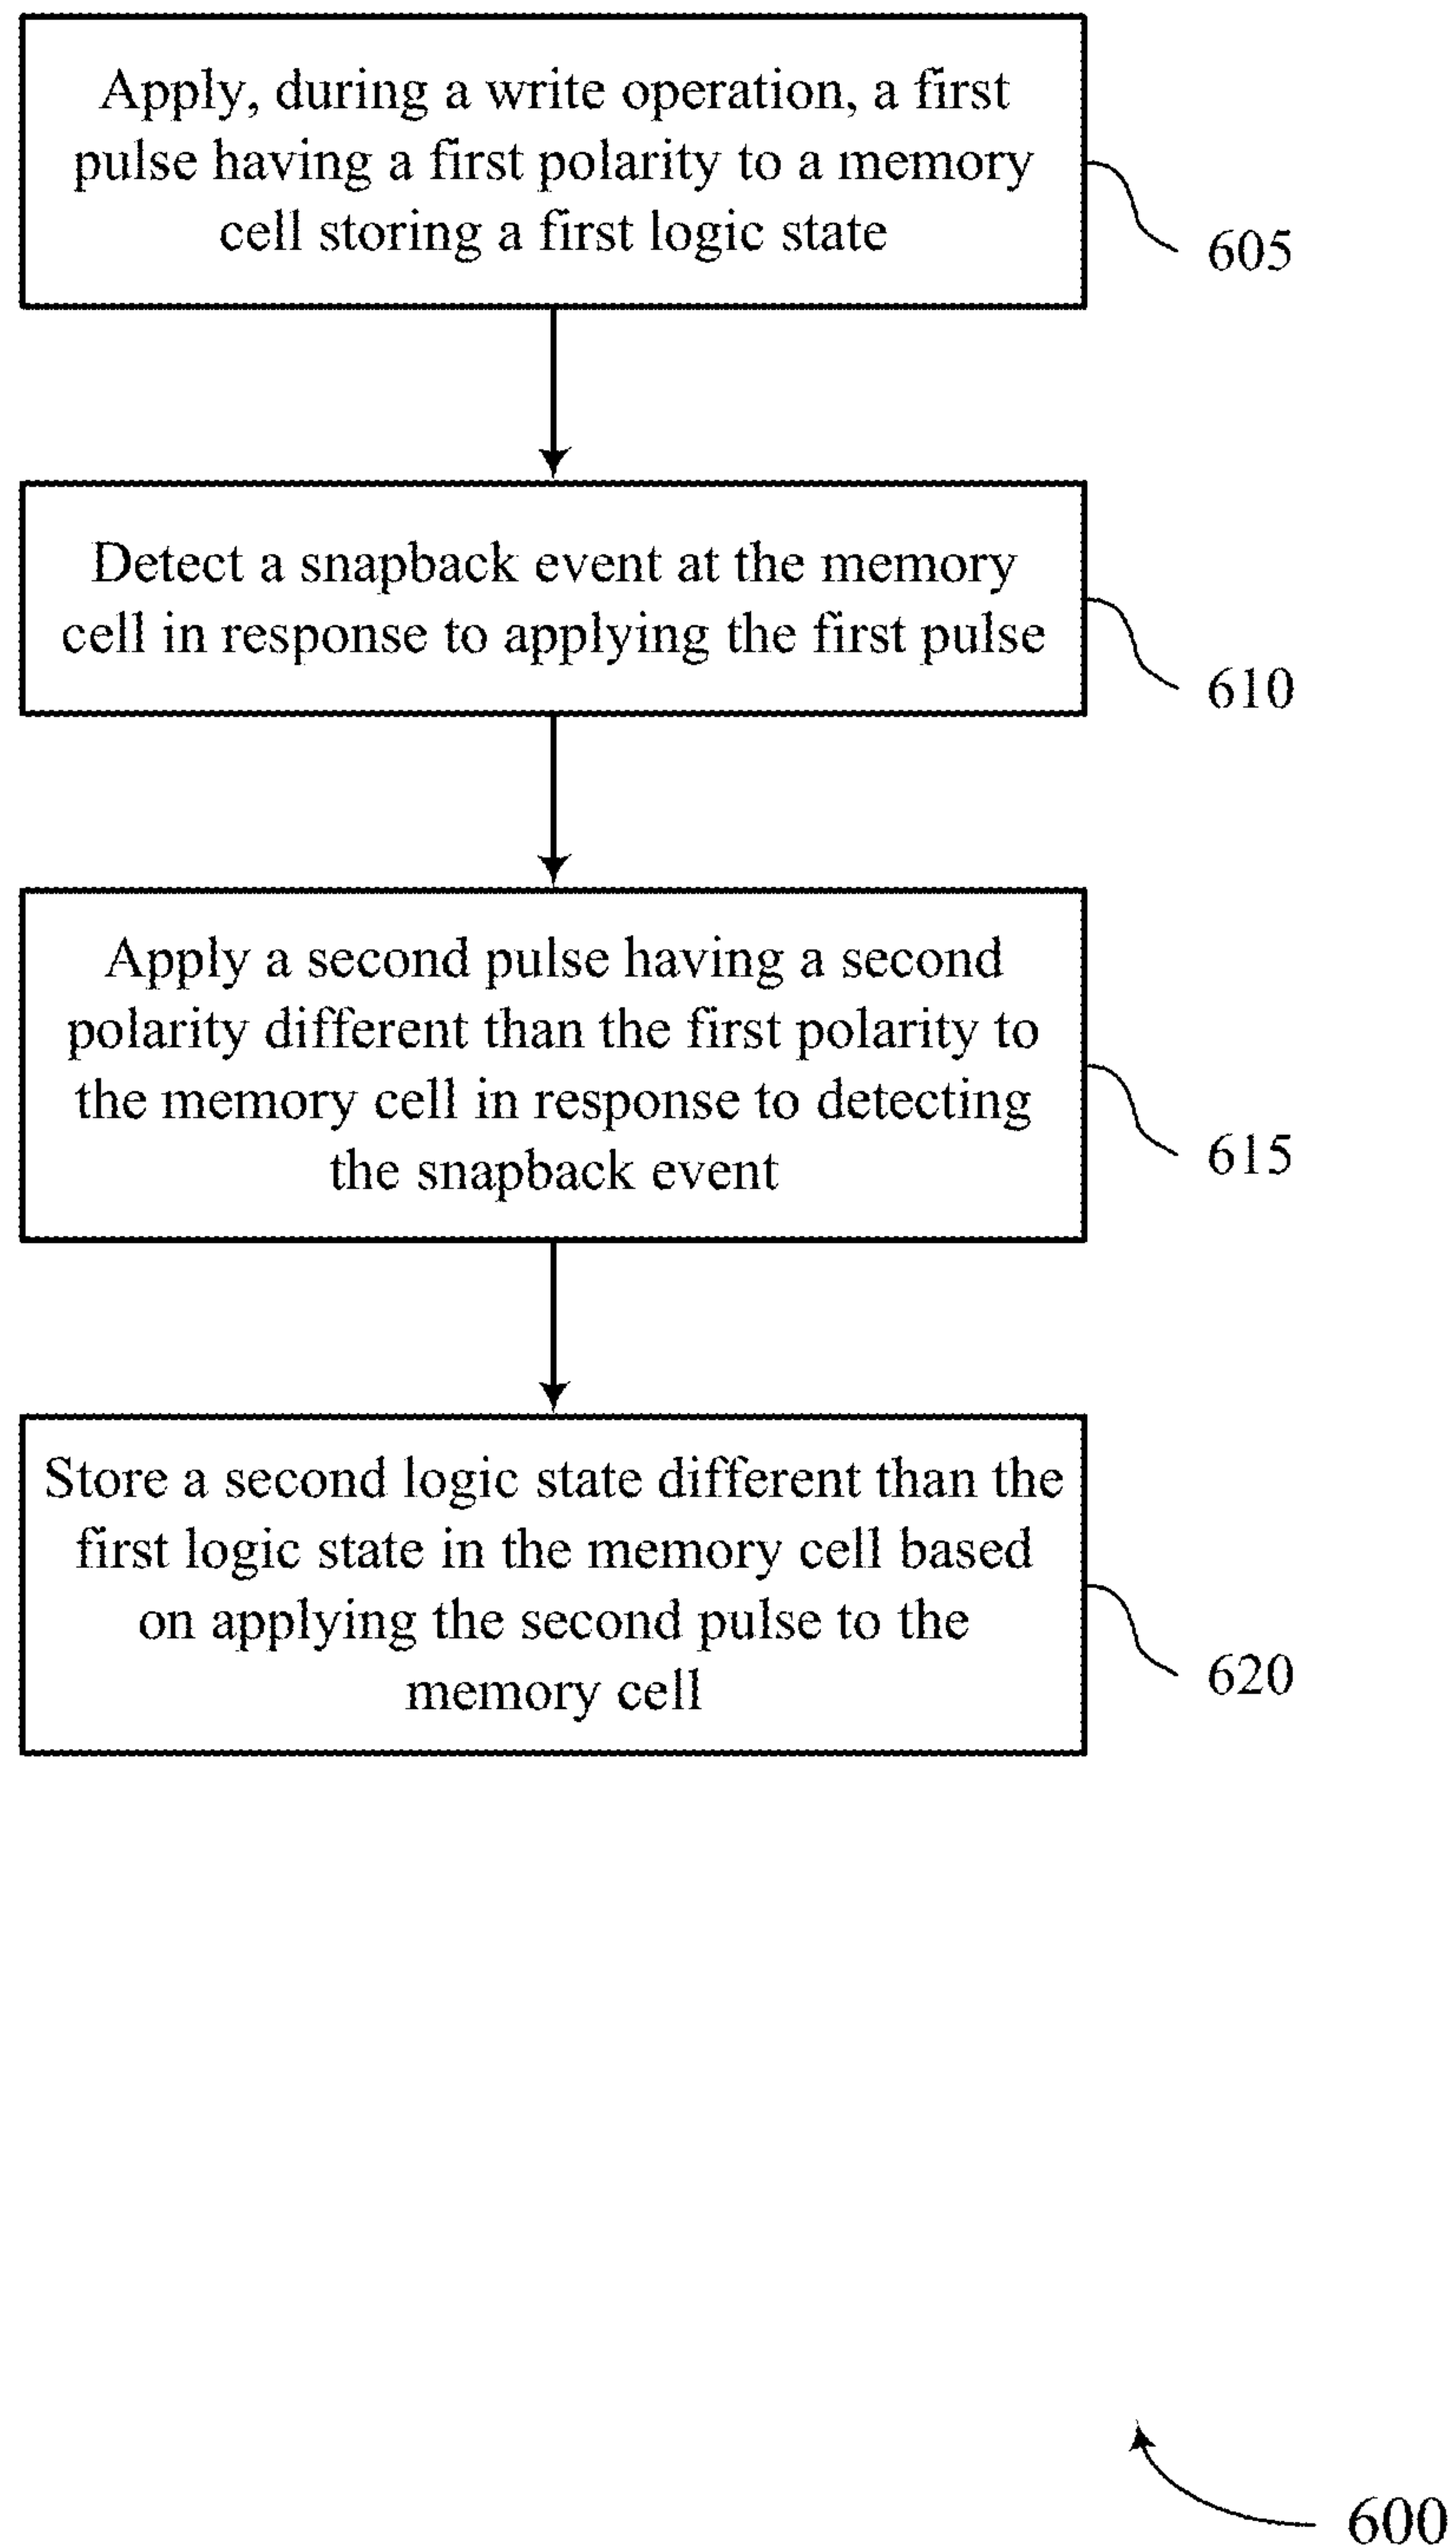 Apply, during a write operation, a first
pulse having a first polarity to a memory
cell storing a first logic state
605
Detect a snapback event at the memory
cell in response to applying the first pulse
610
Apply a second pulse having a second
polarity different than the first polarity to
the memory cell in response to detecting
the snapback event
615
Store a second logic state different than the
first logic state in the memory cell based
on applying the second pulse to the
memory cell
620
600